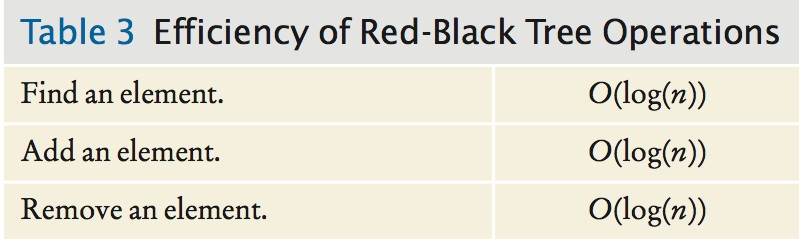 Table 3 Efficiency of Red-Black Tree Operations
Find an element. O(log(n))
Add an element. O(log(n))
Remove an element. O(log(n))